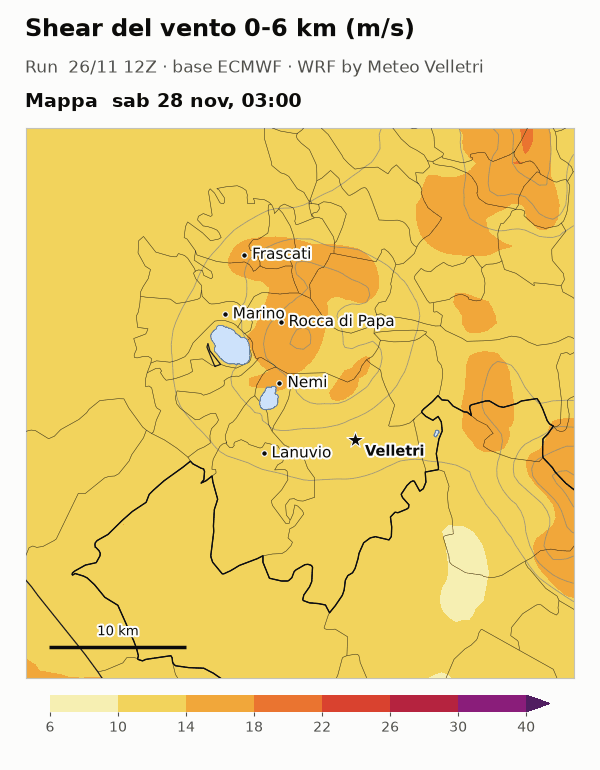 Shear del vento 0-6 km (m/s)
Run 26/11 12Z · base ECMWF · WRF by Meteo Velletri
Mappa sab 28 nov, 03:00
Frascati
Marino
Rocca di Papa
Nemi
Velletri
Lanuvio
10 km
6 10 14 18 22 26 30 40